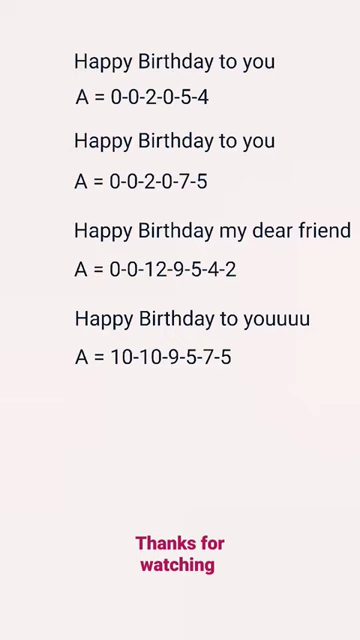 Happy Birthday to you
A = 0-0-2-0-5-4
Happy Birthday to you
A = 0-0-2-0-7-5
Happy Birthday my dear friend
A = 0-0-12-9-5-4-2
Happy Birthday to youuuu
A = 10-10-9-5-7-5
Thanks for
watching